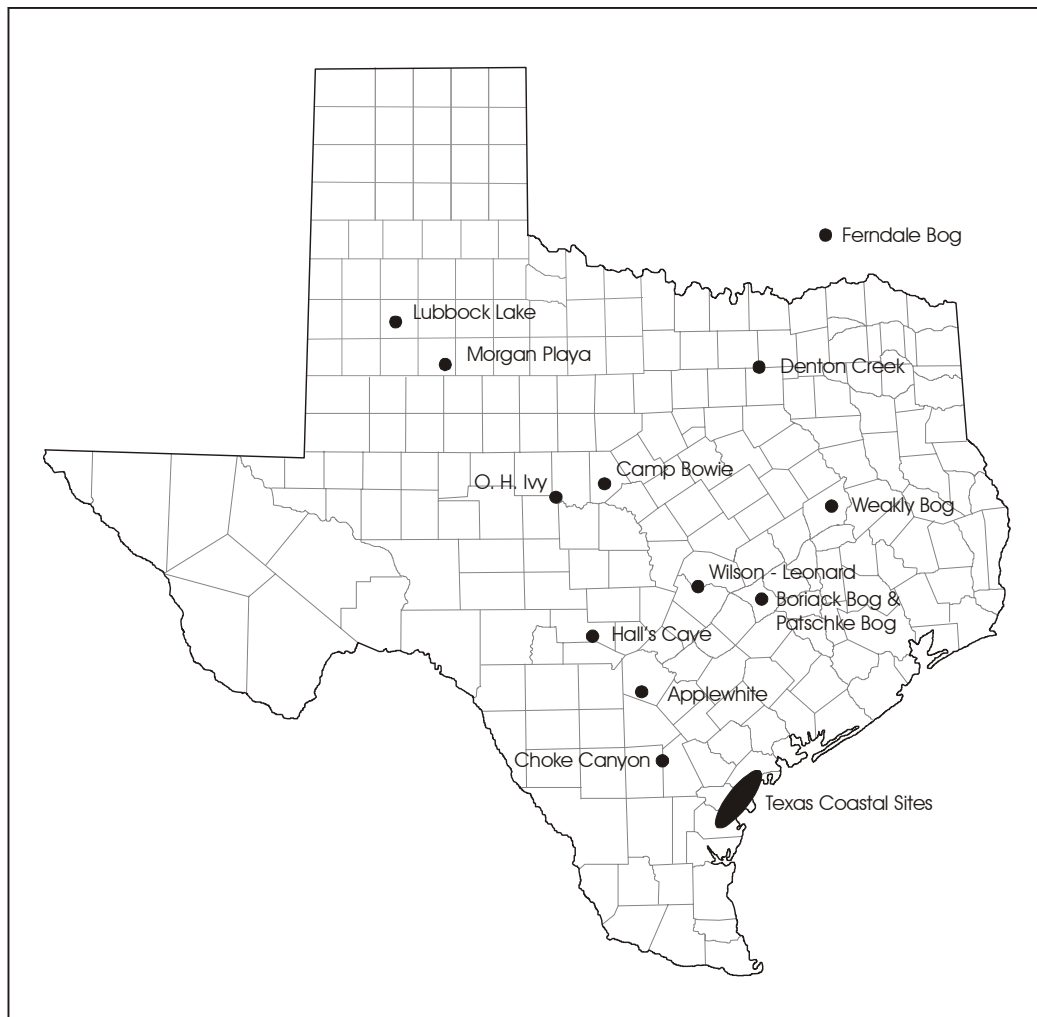 Ferndale Bog
Lubbock Lake
Morgan Playa
Denton Creek
Camp Bowie
O. H. Ivy
Weakly Bog
Wilson - Leonard
Boriack Bog &
Patschke Bog
Hall's Cave
Applewhite
Choke Canyon
Texas Coastal Sites